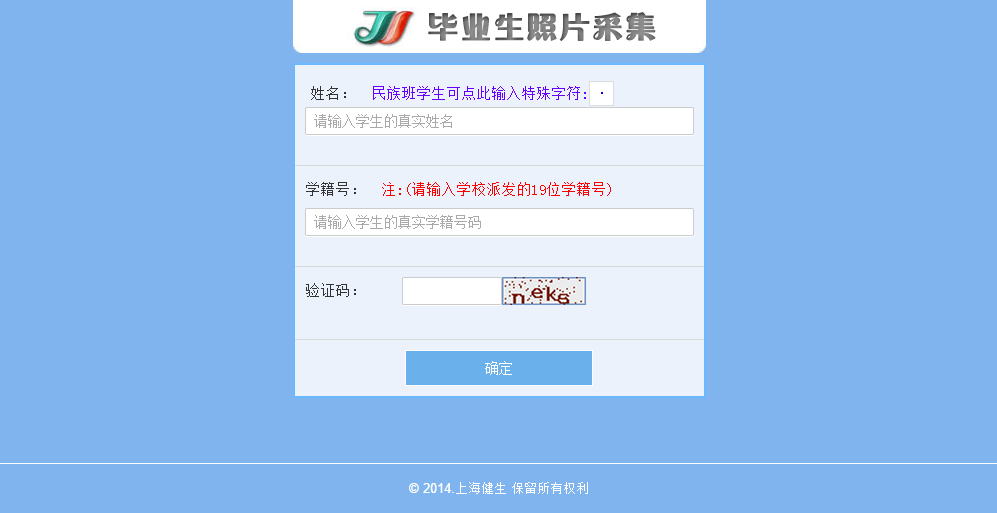 毕业生照片采集
姓名： 民族班学生可点此输入特殊字符: ·
请输入学生的真实姓名
学籍号： 注:(请输入学校派发的19位学籍号)
请输入学生的真实学籍号码
验证码： neks
确定
© 2014.上海健生 保留所有权利